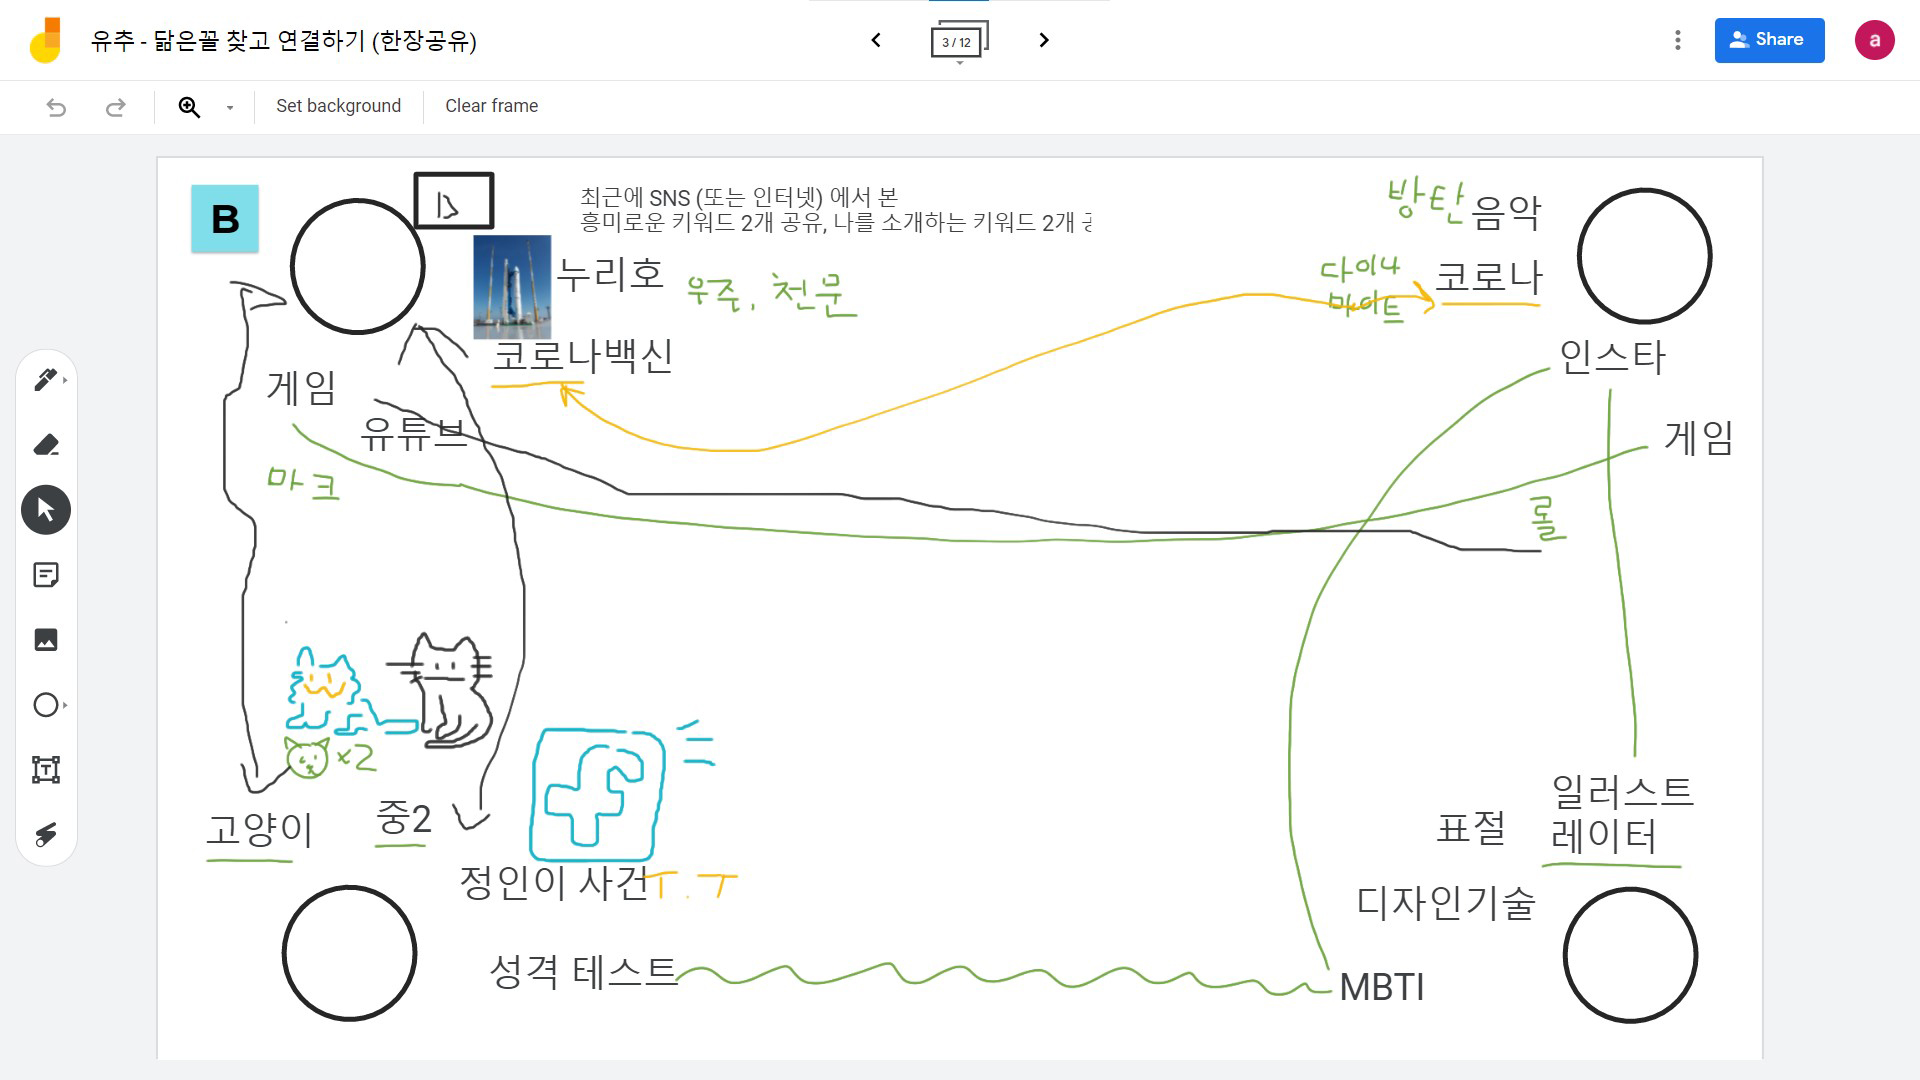 유추 - 닮은꼴 찾고 연결하기 (한장공유)
3 / 12
Share
a
Set background
Clear frame
B
최근에 SNS (또는 인터넷) 에서 본
흥미로운 키워드 2개 공유, 나를 소개하는 키워드 2개
누리호
우주, 천문
코로나백신
게임
유튜브
마크
방탄 음악
다이나
마이트
코로나
인스타
게임
롤
×2
고양이
중2
f
정인이 사건 T.T
성격 테스트
표절
일러스트
레이터
디자인기술
MBTI